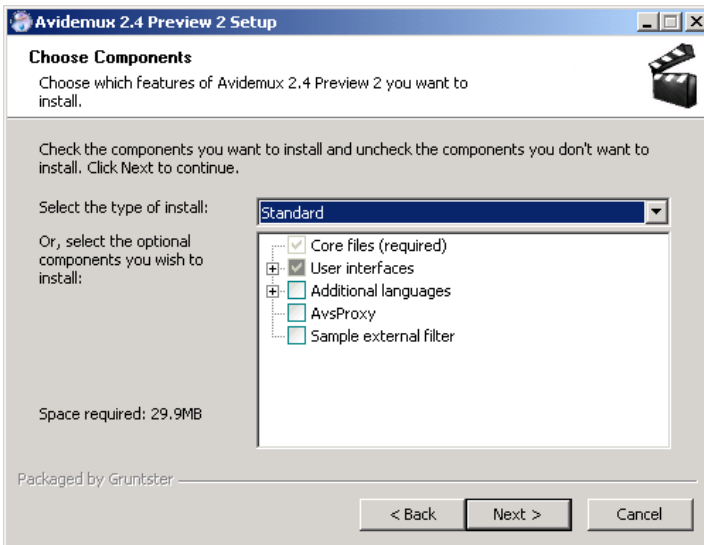 Avidemux 2.4 Preview 2 Setup
Choose Components
Choose which features of Avidemux 2.4 Preview 2 you want to
install.
Check the components you want to install and uncheck the components you don't want to
install. Click Next to continue.
Select the type of install:
Standard
Or, select the optional
components you wish to
install:
Core files (required)
User interfaces
Additional languages
AvsProxy
Sample external filter
Space required: 29.9MB
Packaged by Gruntster
< Back
Next >
Cancel